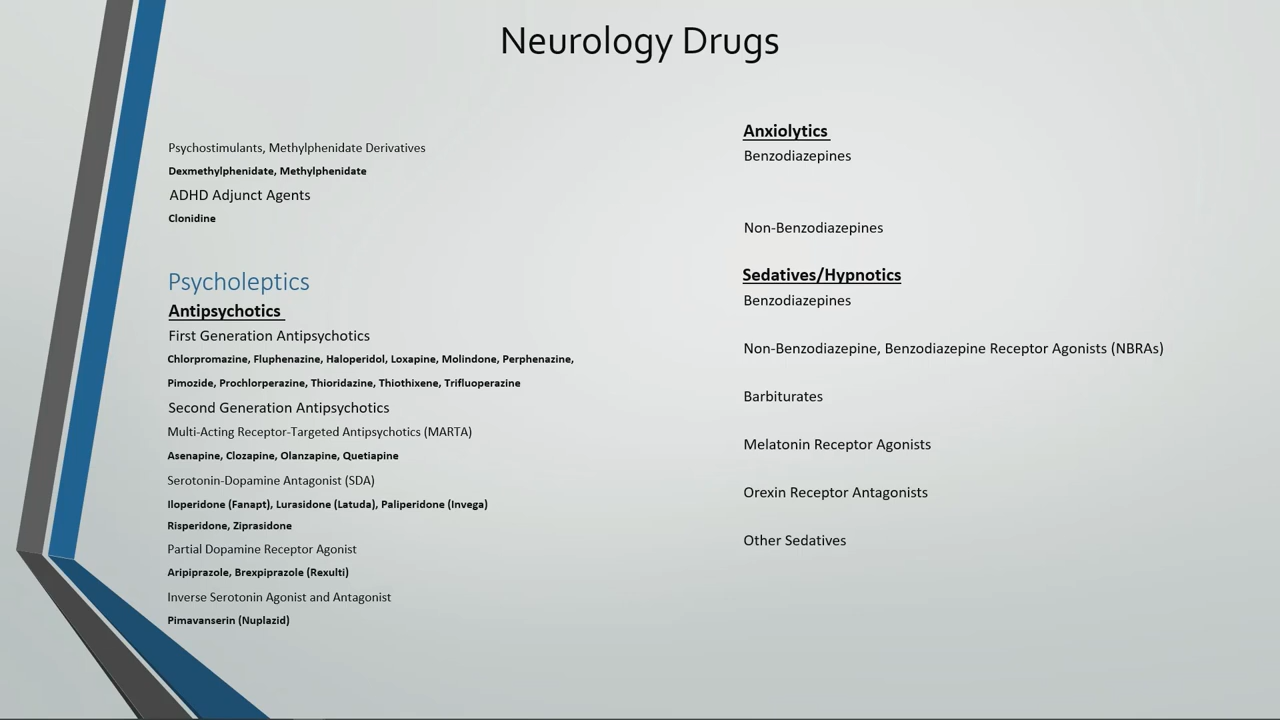 Neurology Drugs
Psychostimulants, Methylphenidate Derivatives
Dexmethylphenidate, Methylphenidate
ADHD Adjunct Agents
Clonidine
Psycholeptics
Antipsychotics
First Generation Antipsychotics
Chlorpromazine, Fluphenazine, Haloperidol, Loxapine, Molindone, Perphenazine,
Pimozide, Prochlorperazine, Thioridazine, Thiothixene, Trifluoperazine
Second Generation Antipsychotics
Multi-Acting Receptor-Targeted Antipsychotics (MARTA)
Asenapine, Clozapine, Olanzapine, Quetiapine
Serotonin-Dopamine Antagonist (SDA)
Iloperidone (Fanapt), Lurasidone (Latuda), Paliperidone (Invega)
Risperidone, Ziprasidone
Partial Dopamine Receptor Agonist
Aripiprazole, Brexpiprazole (Rexulti)
Inverse Serotonin Agonist and Antagonist
Pimavanserin (Nuplazid)
Anxiolytics
Benzodiazepines
Non-Benzodiazepines
Sedatives/Hypnotics
Benzodiazepines
Non-Benzodiazepine, Benzodiazepine Receptor Agonists (NBRAs)
Barbiturates
Melatonin Receptor Agonists
Orexin Receptor Antagonists
Other Sedatives